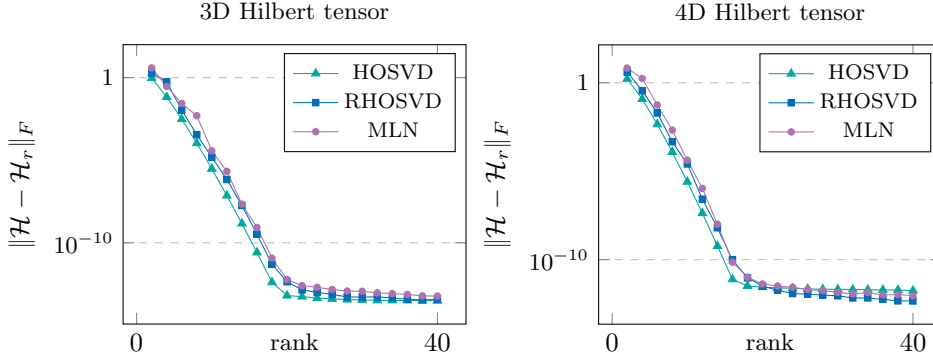 3D Hilbert tensor
‖𝓗 − 𝓗_r‖_F
1
10^{-10}
0
40
rank
HOSVD
RHOSVD
MLN
4D Hilbert tensor
‖𝓗 − 𝓗_r‖_F
1
10^{-10}
0
40
rank
HOSVD
RHOSVD
MLN